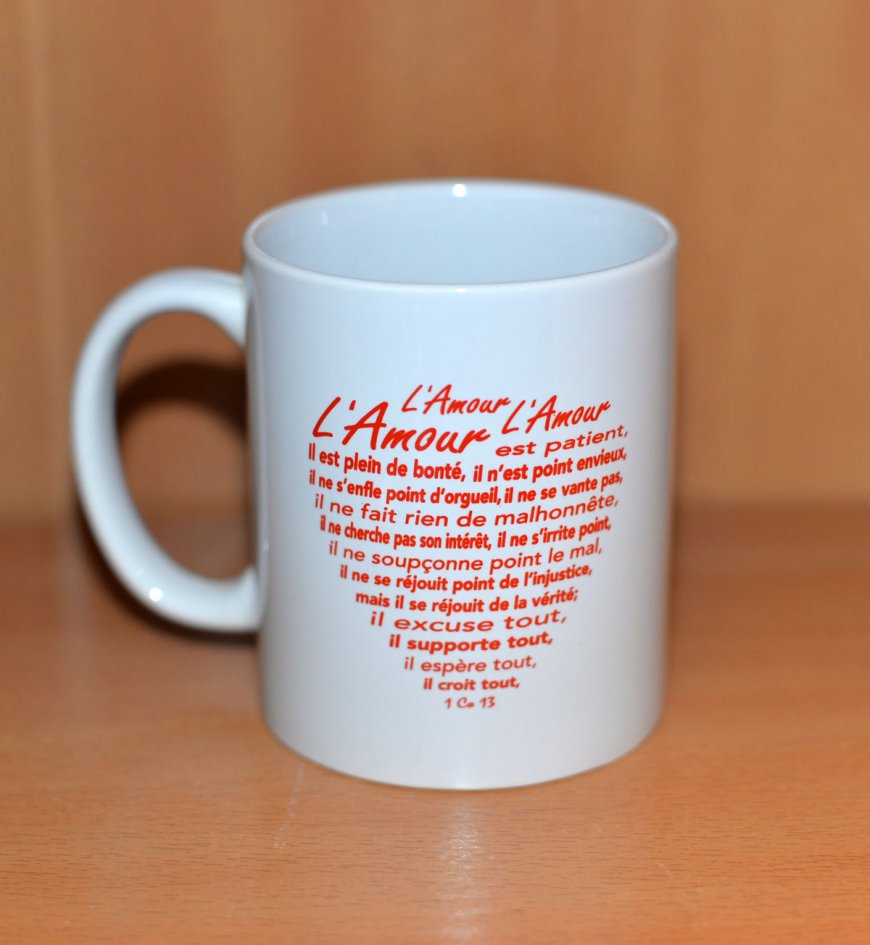 L'Amour
L'Amour L'Amour
est patient,
Il est plein de bonté, il n'est point envieux,
il ne s'enfle point d'orgueil, il ne se vante pas,
il ne fait rien de malhonnête,
il ne cherche pas son intérêt, il ne s'irrite point,
il ne soupçonne point le mal,
il ne se réjouit point de l'injustice,
mais il se réjouit de la vérité;
il excuse tout,
il supporte tout,
il espère tout,
il croit tout,
1 Co 13